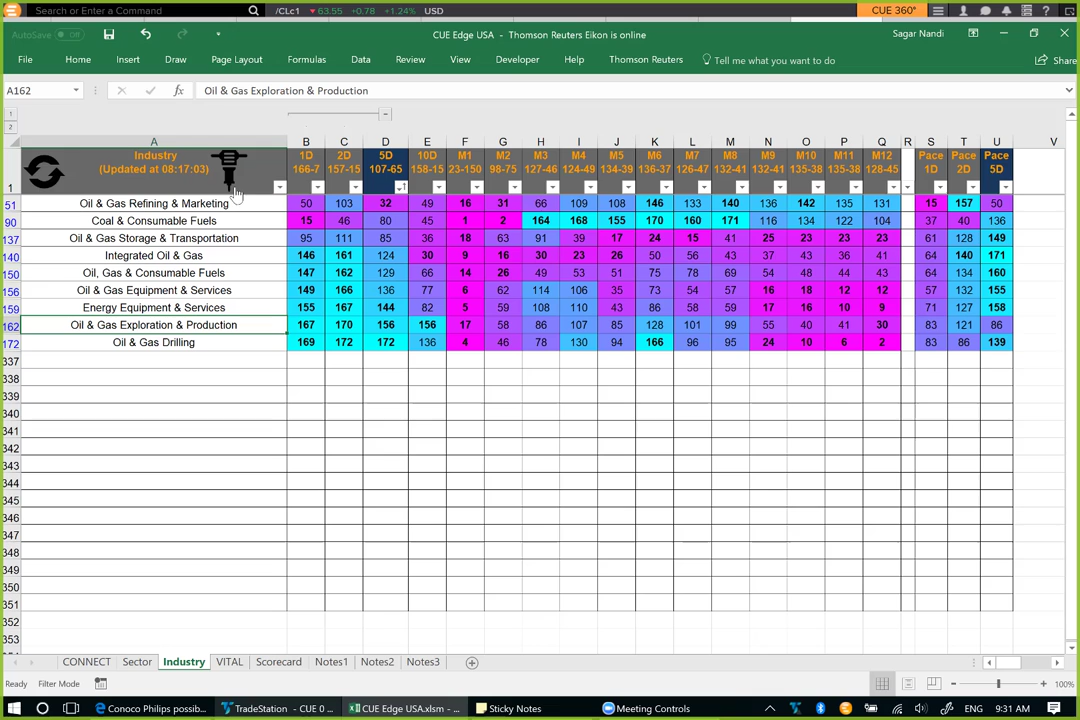 Search or Enter a Command /CLc1 63.55 +0.78 +1.24% USD CUE 360°
AutoSave Off CUE Edge USA - Thomson Reuters Eikon is online Sagar Nandi
File Home Insert Draw Page Layout Formulas Data Review View Developer Help Thomson Reuters Tell me what you want to do Share
A162 fx Oil & Gas Exploration & Production
1
2
A B C D E F G H I J K L M N O P Q R S T U V
Industry 1D 2D 5D 10D M1 M2 M3 M4 M5 M6 M7 M8 M9 M10 M11 M12 Pace Pace Pace
(Updated at 08:17:03) 166-7 157-15 107-65 158-15 23-150 98-75 127-46 124-49 134-39 136-37 126-47 132-41 132-41 135-38 135-38 128-45 1D 2D 5D
1
51 Oil & Gas Refining & Marketing 50 103 32 49 16 31 66 109 108 146 133 140 136 142 135 131 15 157 50
90 Coal & Consumable Fuels 15 46 80 45 1 2 164 168 155 170 160 171 116 134 122 104 37 40 136
137 Oil & Gas Storage & Transportation 95 111 85 36 18 63 91 39 17 24 15 41 25 23 23 23 61 128 149
140 Integrated Oil & Gas 146 161 124 30 9 16 30 23 26 50 56 43 37 43 36 41 64 140 171
150 Oil, Gas & Consumable Fuels 147 162 129 66 14 26 49 53 51 75 78 69 54 48 44 43 64 134 160
156 Oil & Gas Equipment & Services 149 166 136 77 6 62 114 106 35 73 54 57 16 18 12 12 57 132 155
159 Energy Equipment & Services 155 167 144 82 5 59 108 110 43 86 58 59 17 16 10 9 71 127 158
162 Oil & Gas Exploration & Production 167 170 156 156 17 58 86 107 85 128 101 99 55 40 41 30 83 121 86
172 Oil & Gas Drilling 169 172 172 136 4 46 78 130 94 166 96 95 24 10 6 2 83 86 139
337
338
339
340
341
342
343
344
345
346
347
348
349
350
351
352
353
CONNECT Sector Industry VITAL Scorecard Notes1 Notes2 Notes3
Ready Filter Mode 100%
Conoco Philips possib... TradeStation - CUE 0 ... CUE Edge USA.xlsm - ... Sticky Notes Meeting Controls 9:31 AM